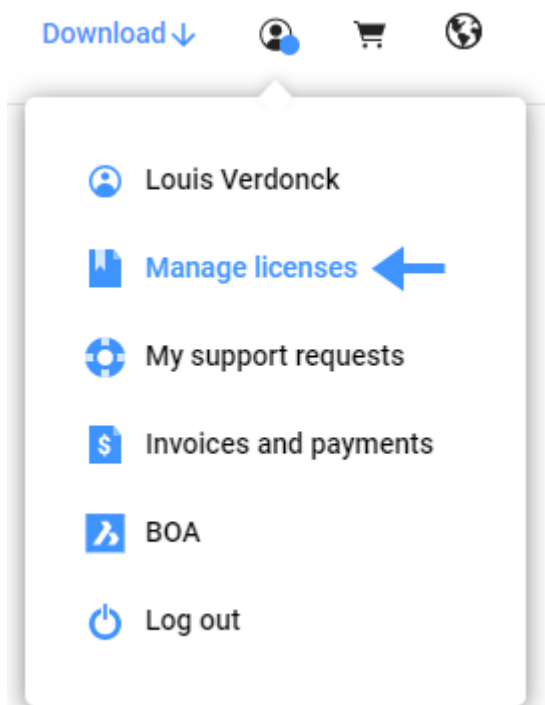 Download
Louis Verdonck
Manage licenses
My support requests
$
Invoices and payments
BOA
Log out